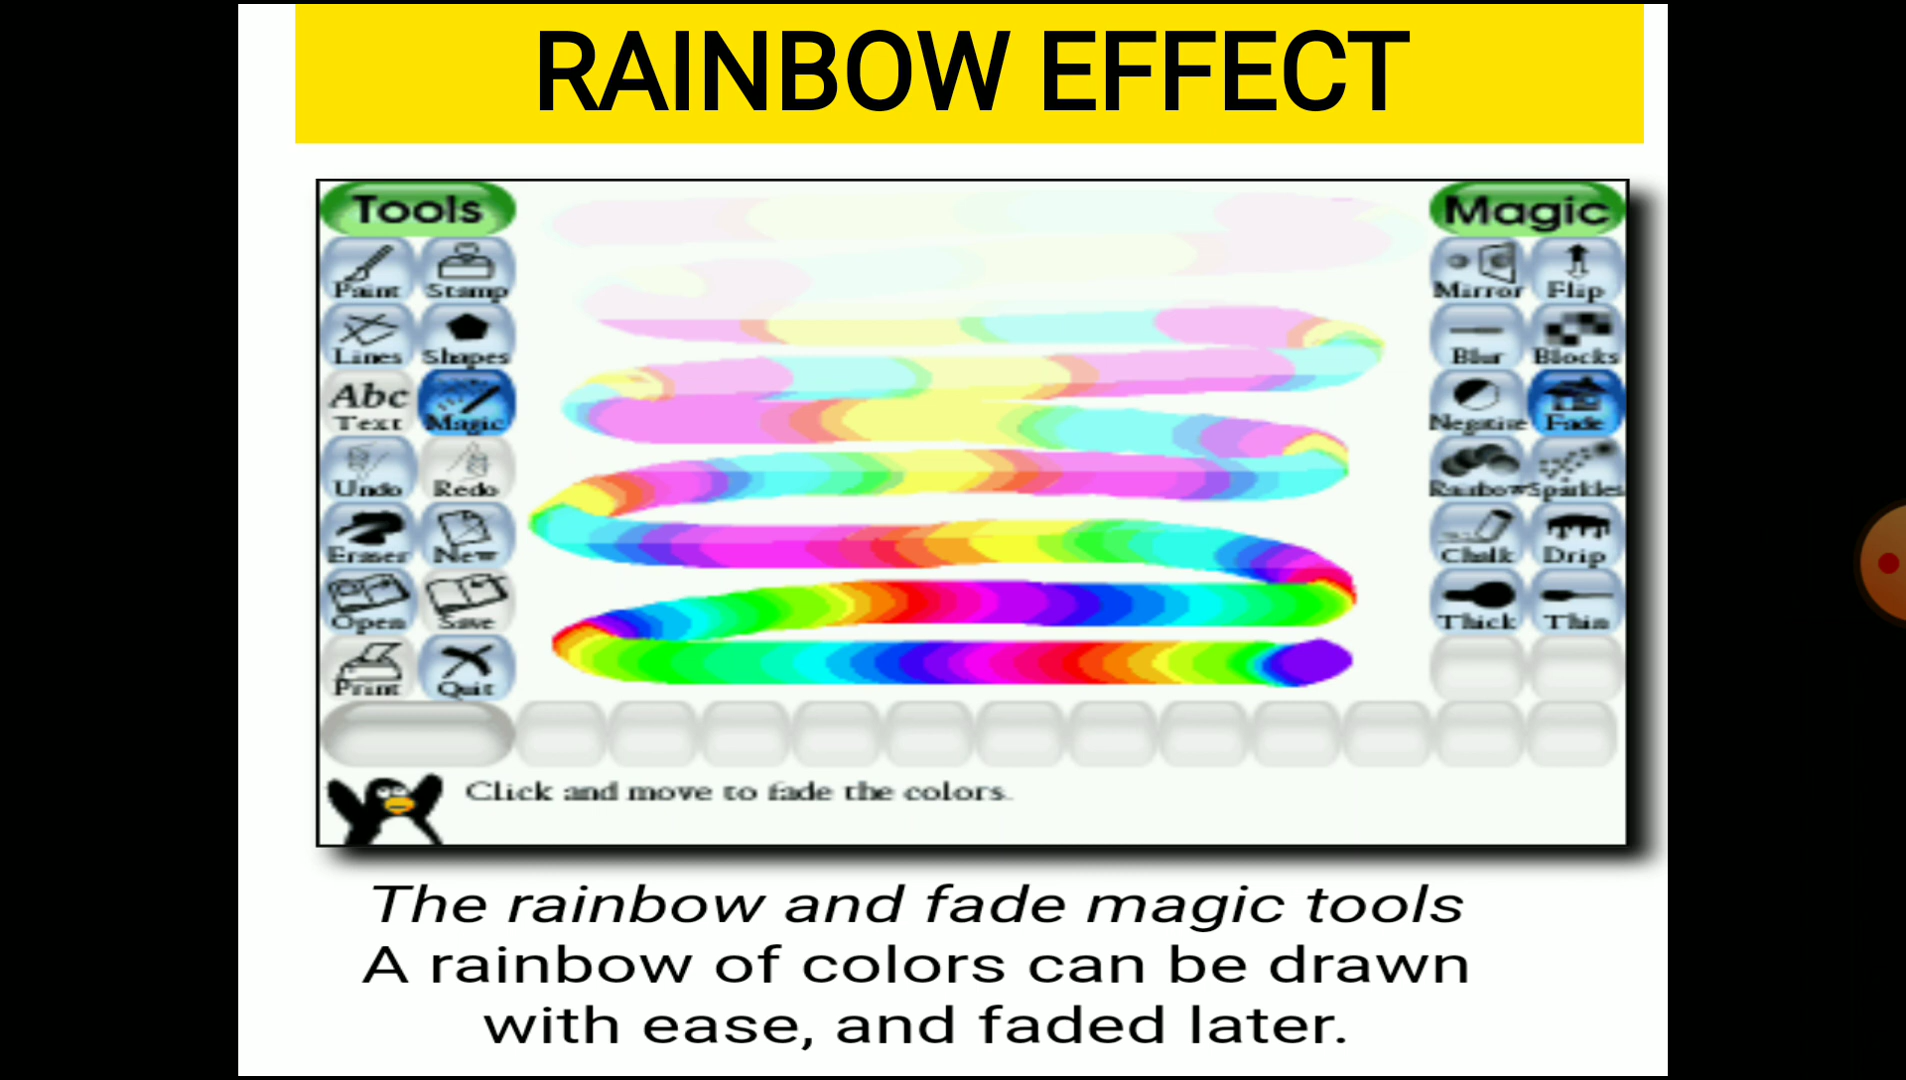 RAINBOW EFFECT
Tools
Magic
Paint Stamp
Mirror Flip
Lines Shapes
Blur Blocks
Abc
Text Magic
Negative Fade
Undo Redo
Rainbow Sparkles
Eraser New
Chalk Drip
Open Save
Thick Thin
Print Quit
Click and move to fade the colors.
The rainbow and fade magic tools
A rainbow of colors can be drawn
with ease, and faded later.